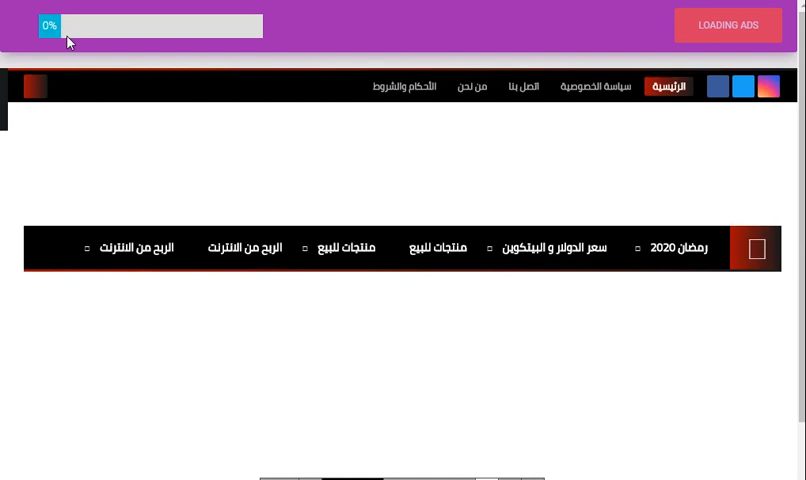 0%
LOADING ADS
الرئيسية سياسة الخصوصية اتصل بنا من نحن الأحكام والشروط
رمضان 2020 سعر الدولار و البيتكوين منتجات للبيع منتجات للبيع الربح من الانترنت الربح من الانترنت